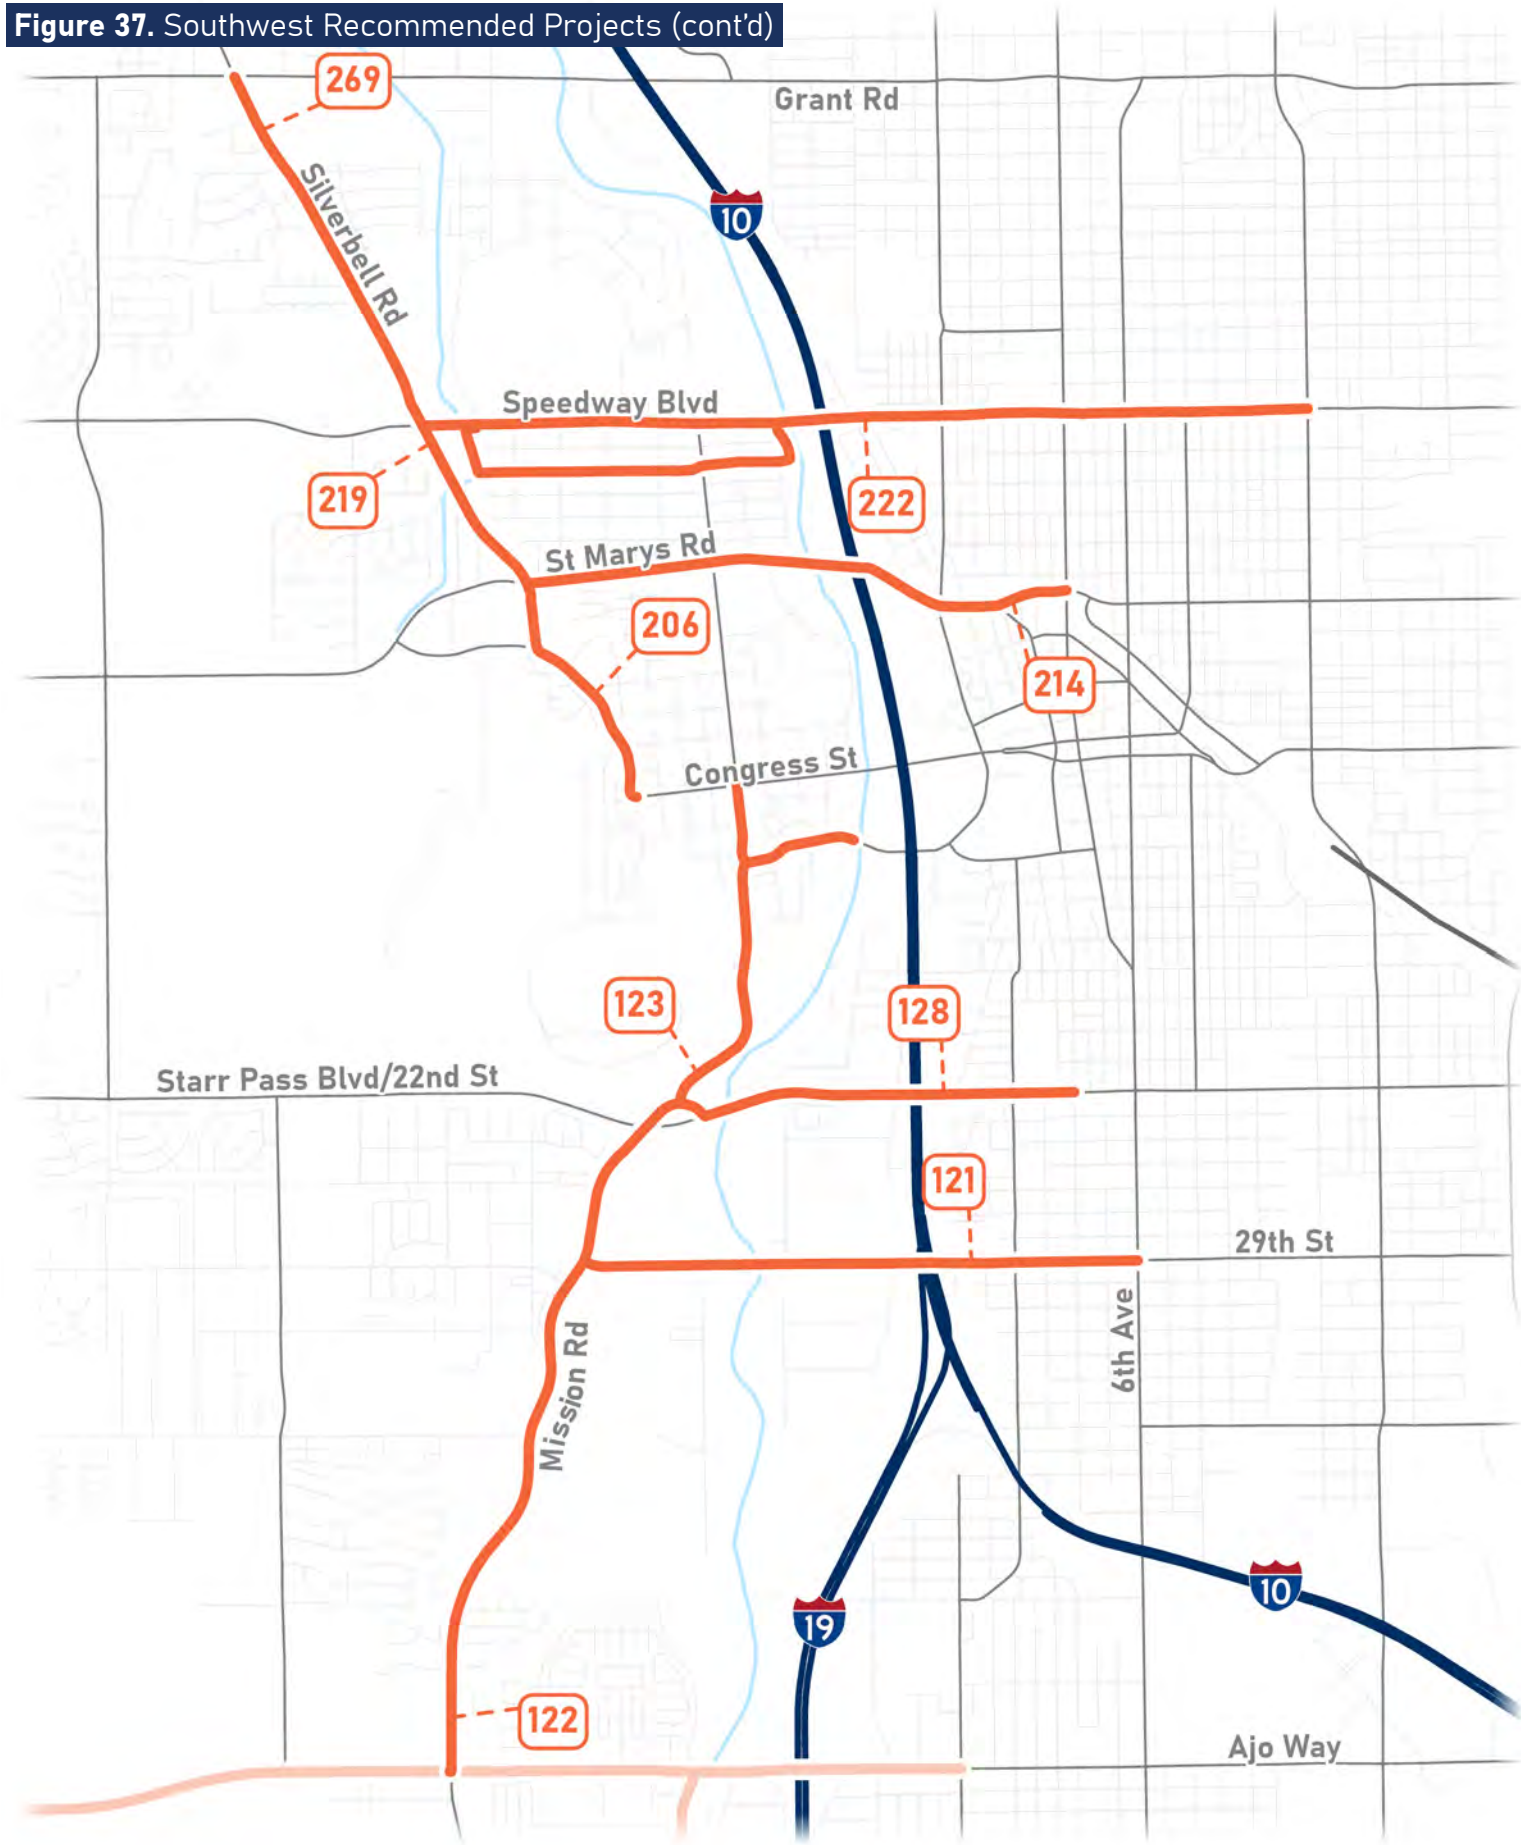 Figure 37. Southwest Recommended Projects (cont'd)
269
Grant Rd
Silverbell Rd
10
Speedway Blvd
219
222
St Marys Rd
206
214
Congress St
123
128
Starr Pass Blvd/22nd St
121
29th St
6th Ave
Mission Rd
10
19
122
Ajo Way